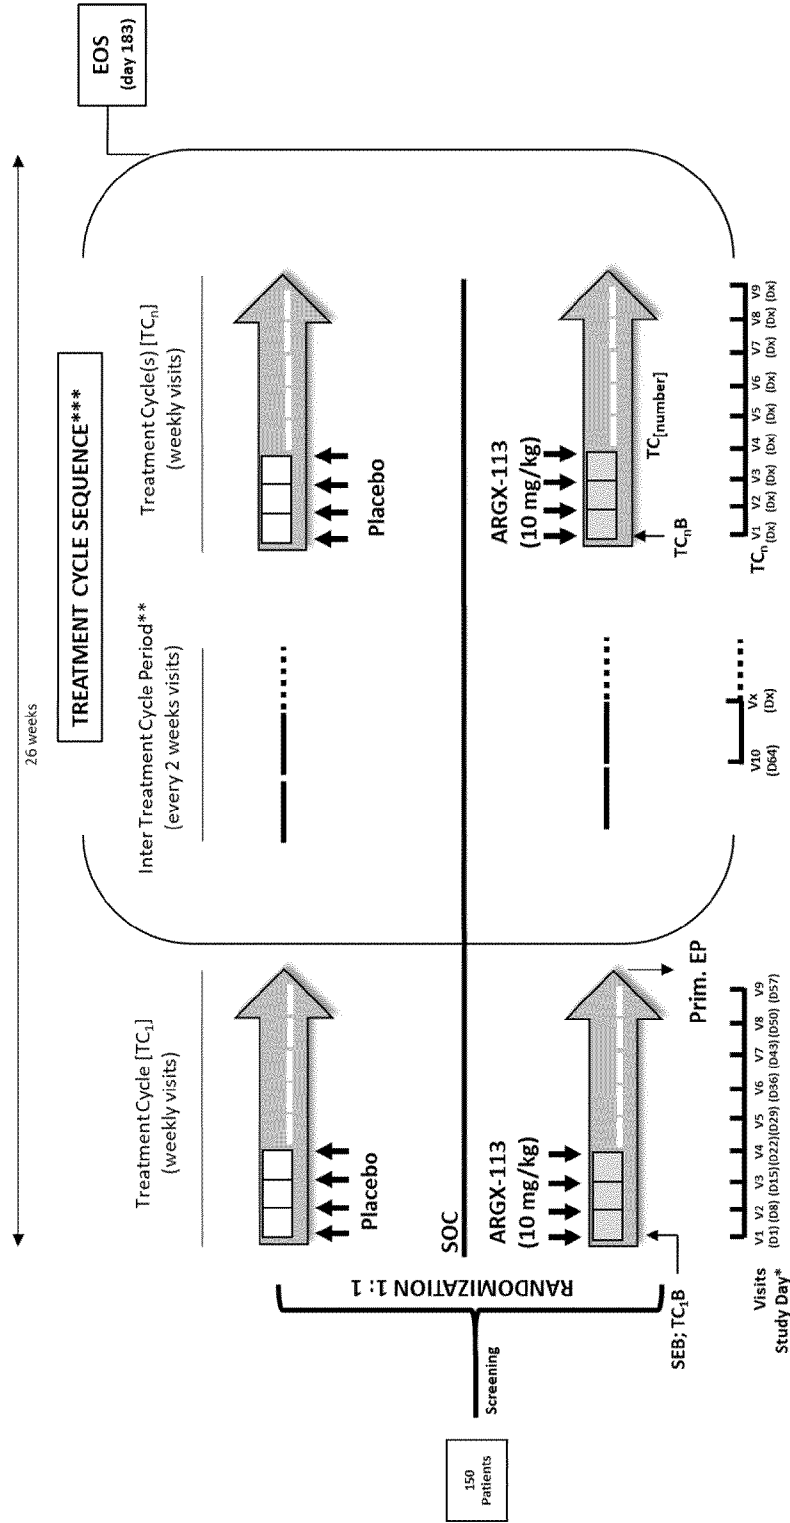 26 weeks
TREATMENT CYCLE SEQUENCE***
EOS
(day 183)
Treatment Cycle [TC1]
(weekly visits)
Inter Treatment Cycle Period**
(every 2 weeks visits)
Treatment Cycle(s) [TCn]
(weekly visits)
Placebo
Placebo
150
Patients
Screening
RANDOMIZATION 1:1
SOC
ARGX-113
(10 mg/kg)
ARGX-113
(10 mg/kg)
SEB; TC1B
Prim. EP
TCnB
TC[number]
Visits
V1 V2 V3 V4 V5 V6 V7 V8 V9
Study Day*
(D1) (D8) (D15)(D22)(D29) (D36) (D43)(D50) (D57)
V10 Vx
(D64) (Dx)
TCn
V1 V2 V3 V4 V5 V6 V7 V8 V9
(Dx) (Dx) (Dx) (Dx) (Dx) (Dx) (Dx) (Dx) (Dx)